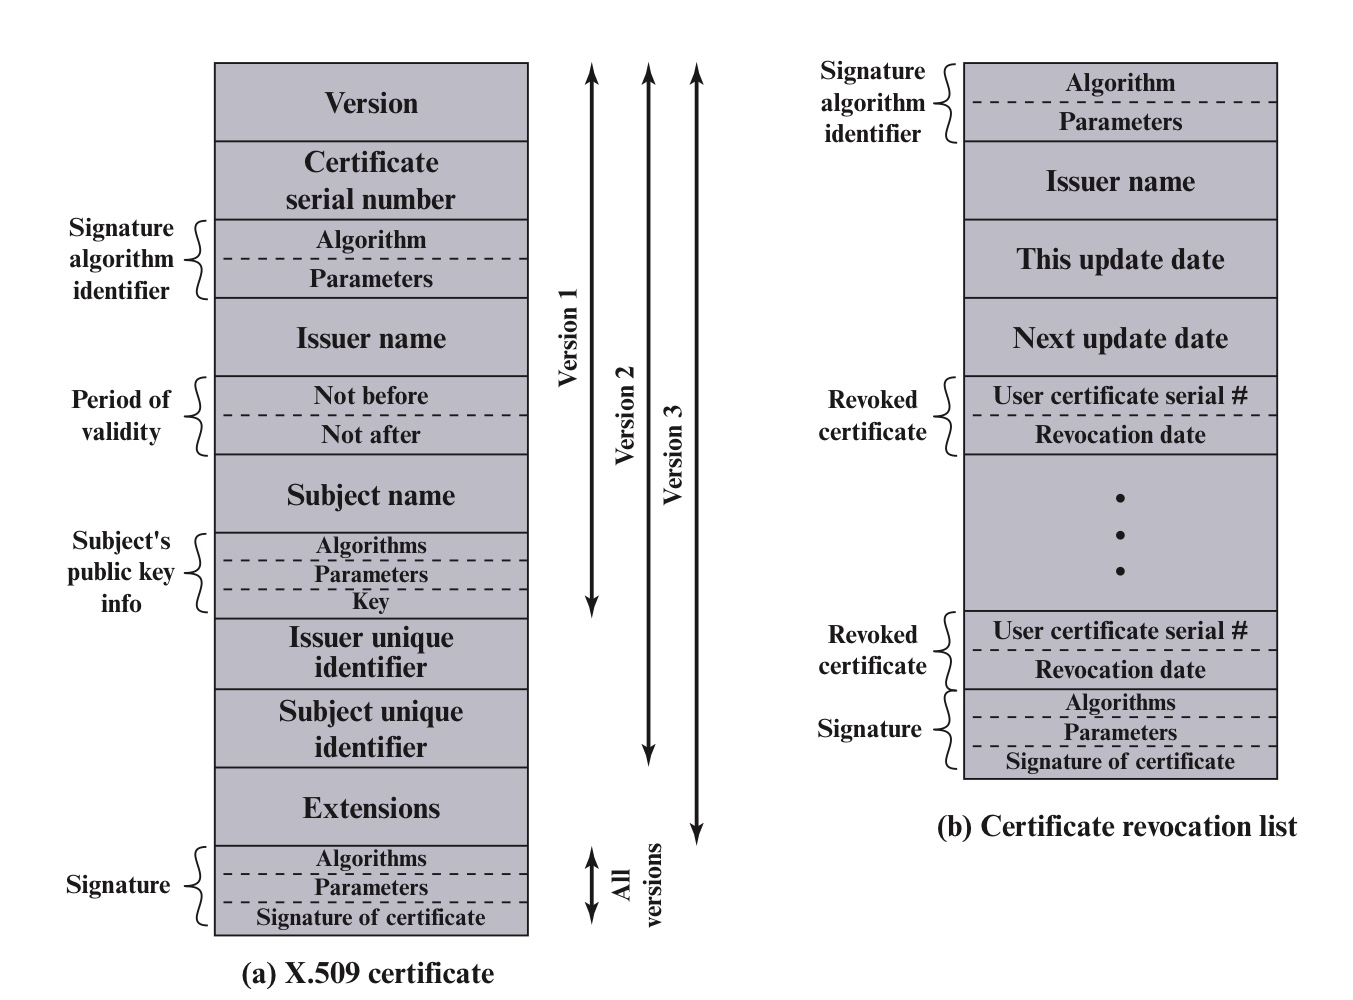 Version
Certificate
serial number
Signature
algorithm
identifier
Algorithm
Parameters
Issuer name
Period of
validity
Not before
Not after
Subject name
Subject's
public key
info
Algorithms
Parameters
Key
Issuer unique
identifier
Subject unique
identifier
Extensions
Signature
Algorithms
Parameters
Signature of certificate
Version 1
Version 2
Version 3
All
versions
(a) X.509 certificate
Signature
algorithm
identifier
Algorithm
Parameters
Issuer name
This update date
Next update date
Revoked
certificate
User certificate serial #
Revocation date
Revoked
certificate
User certificate serial #
Revocation date
Signature
Algorithms
Parameters
Signature of certificate
(b) Certificate revocation list